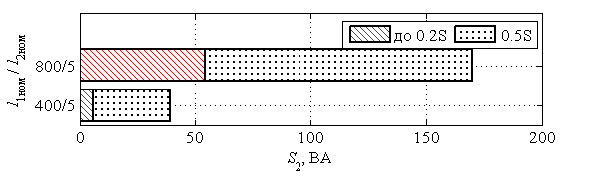 до 0.2S 0.5S
I₁ном / I₂ном
800/5
400/5
0 50 100 150 200
S₂, ВА